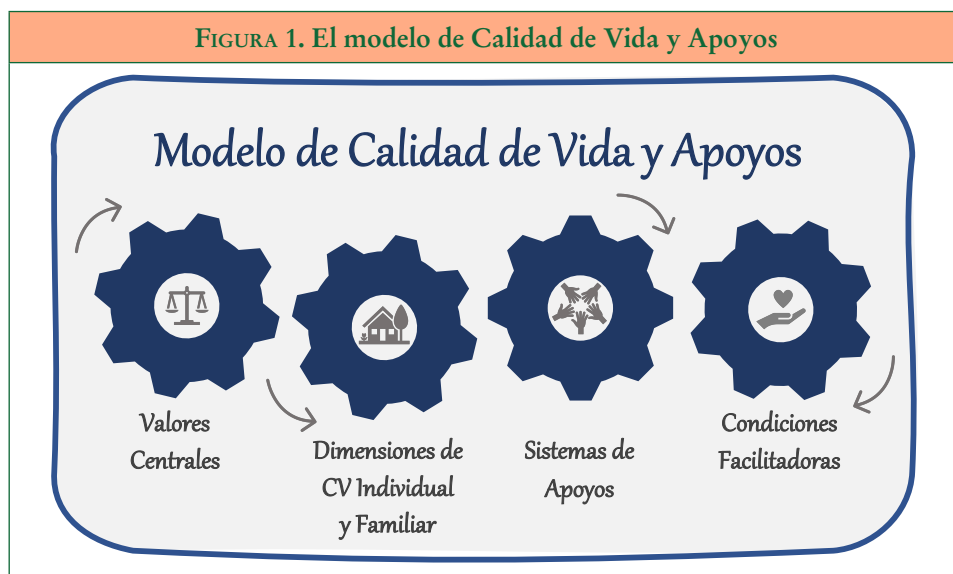 FIGURA 1. El modelo de Calidad de Vida y Apoyos
Modelo de Calidad de Vida y Apoyos
Valores
Centrales
Dimensiones de
CV Individual
y Familiar
Sistemas de
Apoyos
Condiciones
Facilitadoras